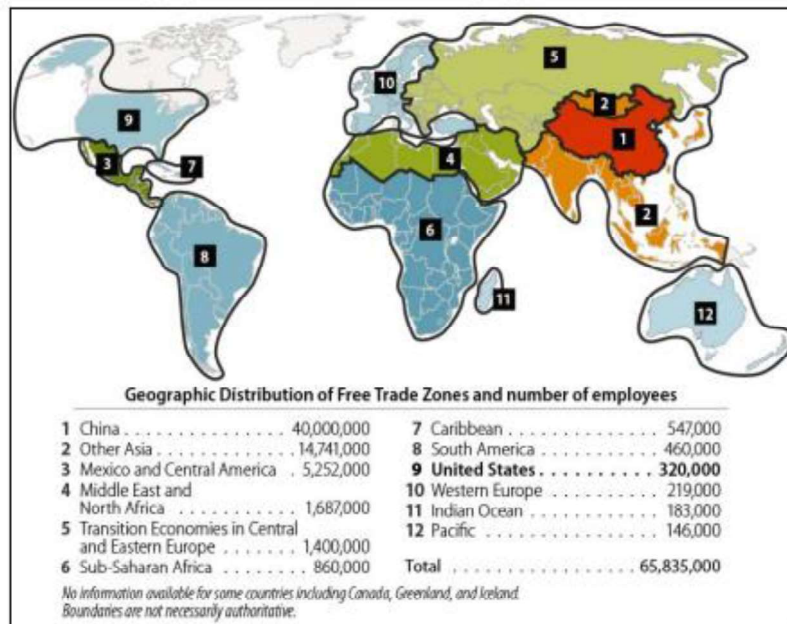 5
10
2
9
1
3
7
4
2
6
8
11
12
Geographic Distribution of Free Trade Zones and number of employees
1 China . . . . . . . . . . . . . . . 40,000,000
2 Other Asia . . . . . . . . . . . . . 14,741,000
3 Mexico and Central America . 5,252,000
4 Middle East and
North Africa . . . . . . . . . . . 1,687,000
5 Transition Economies in Central
and Eastern Europe . . . . . . . 1,400,000
6 Sub-Saharan Africa . . . . . . . . 860,000
7 Caribbean . . . . . . . . . . . . . . 547,000
8 South America . . . . . . . . . . . . 460,000
9 United States . . . . . . . . . . 320,000
10 Western Europe . . . . . . . . . . 219,000
11 Indian Ocean . . . . . . . . . . . . 183,000
12 Pacific . . . . . . . . . . . . . . . . 146,000
Total . . . . . . . . . . . . . . . . 65,835,000
No information available for some countries including Canada, Greenland, and Iceland.
Boundaries are not necessarily authoritative.